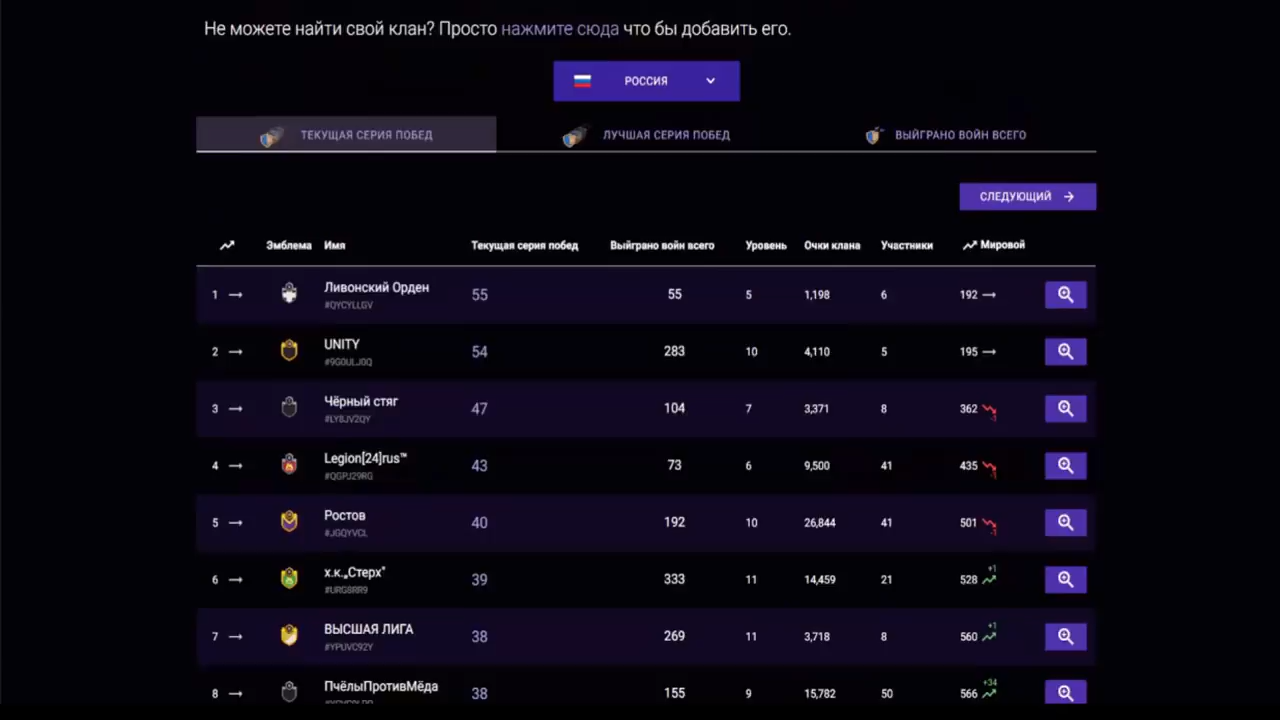 Не можете найти свой клан? Просто нажмите сюда что бы добавить его.
РОССИЯ
ТЕКУЩАЯ СЕРИЯ ПОБЕД ЛУЧШАЯ СЕРИЯ ПОБЕД ВЫЙГРАНО ВОЙН ВСЕГО
СЛЕДУЮЩИЙ →
Эмблема Имя Текущая серия побед Выйграно войн всего Уровень Очки клана Участники Мировой
1 → Ливонский Орден 55 55 5 1,198 6 192 →
#QYCYLLGV
2 → UNITY 54 283 10 4,110 5 195 →
#9G0ULJ0Q
3 → Чёрный стяг 47 104 7 3,371 8 362 -1
#LY8JV2QY
4 → Legion[24]rus™ 43 73 6 9,500 41 435 -1
#QGPJ29RG
5 → Ростов 40 192 10 26,844 41 501 -1
#JGQYVCL
6 → х.к.„Стерх" 39 333 11 14,459 21 528 +1
#URG8RR9
7 → ВЫСШАЯ ЛИГА 38 269 11 3,718 8 560 +1
#YPUVC92Y
8 → ПчёлыПротивМёда 38 155 9 15,782 50 566 +34